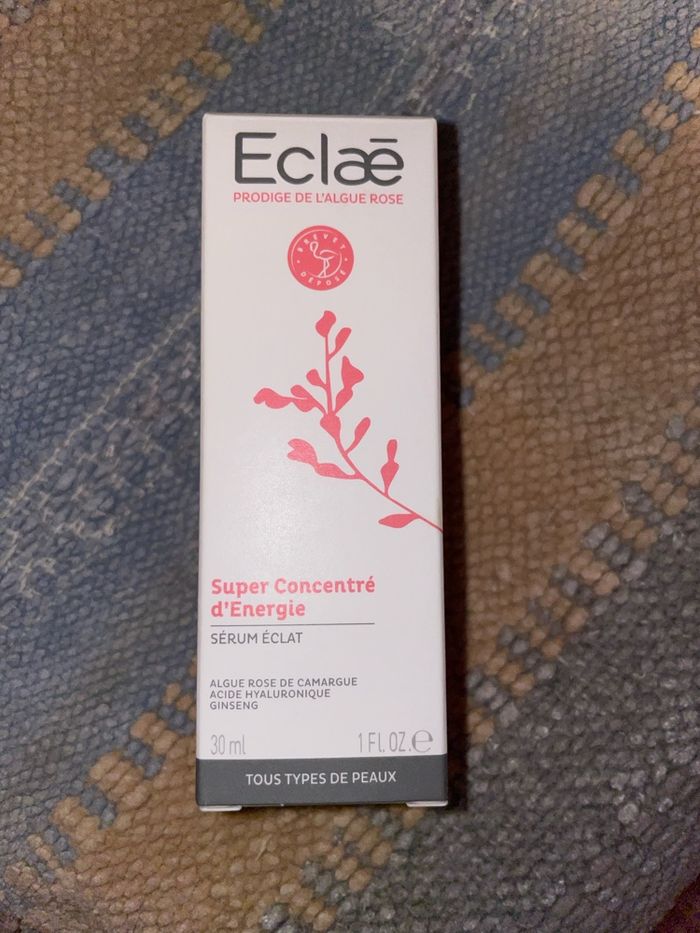 Eclaē
PRODIGE DE L'ALGUE ROSE
BREVET
DÉPOSÉ
Super Concentré
d'Energie
SÉRUM ÉCLAT
ALGUE ROSE DE CAMARGUE
ACIDE HYALURONIQUE
GINSENG
30 ml 1 FL. OZ.℮
TOUS TYPES DE PEAUX